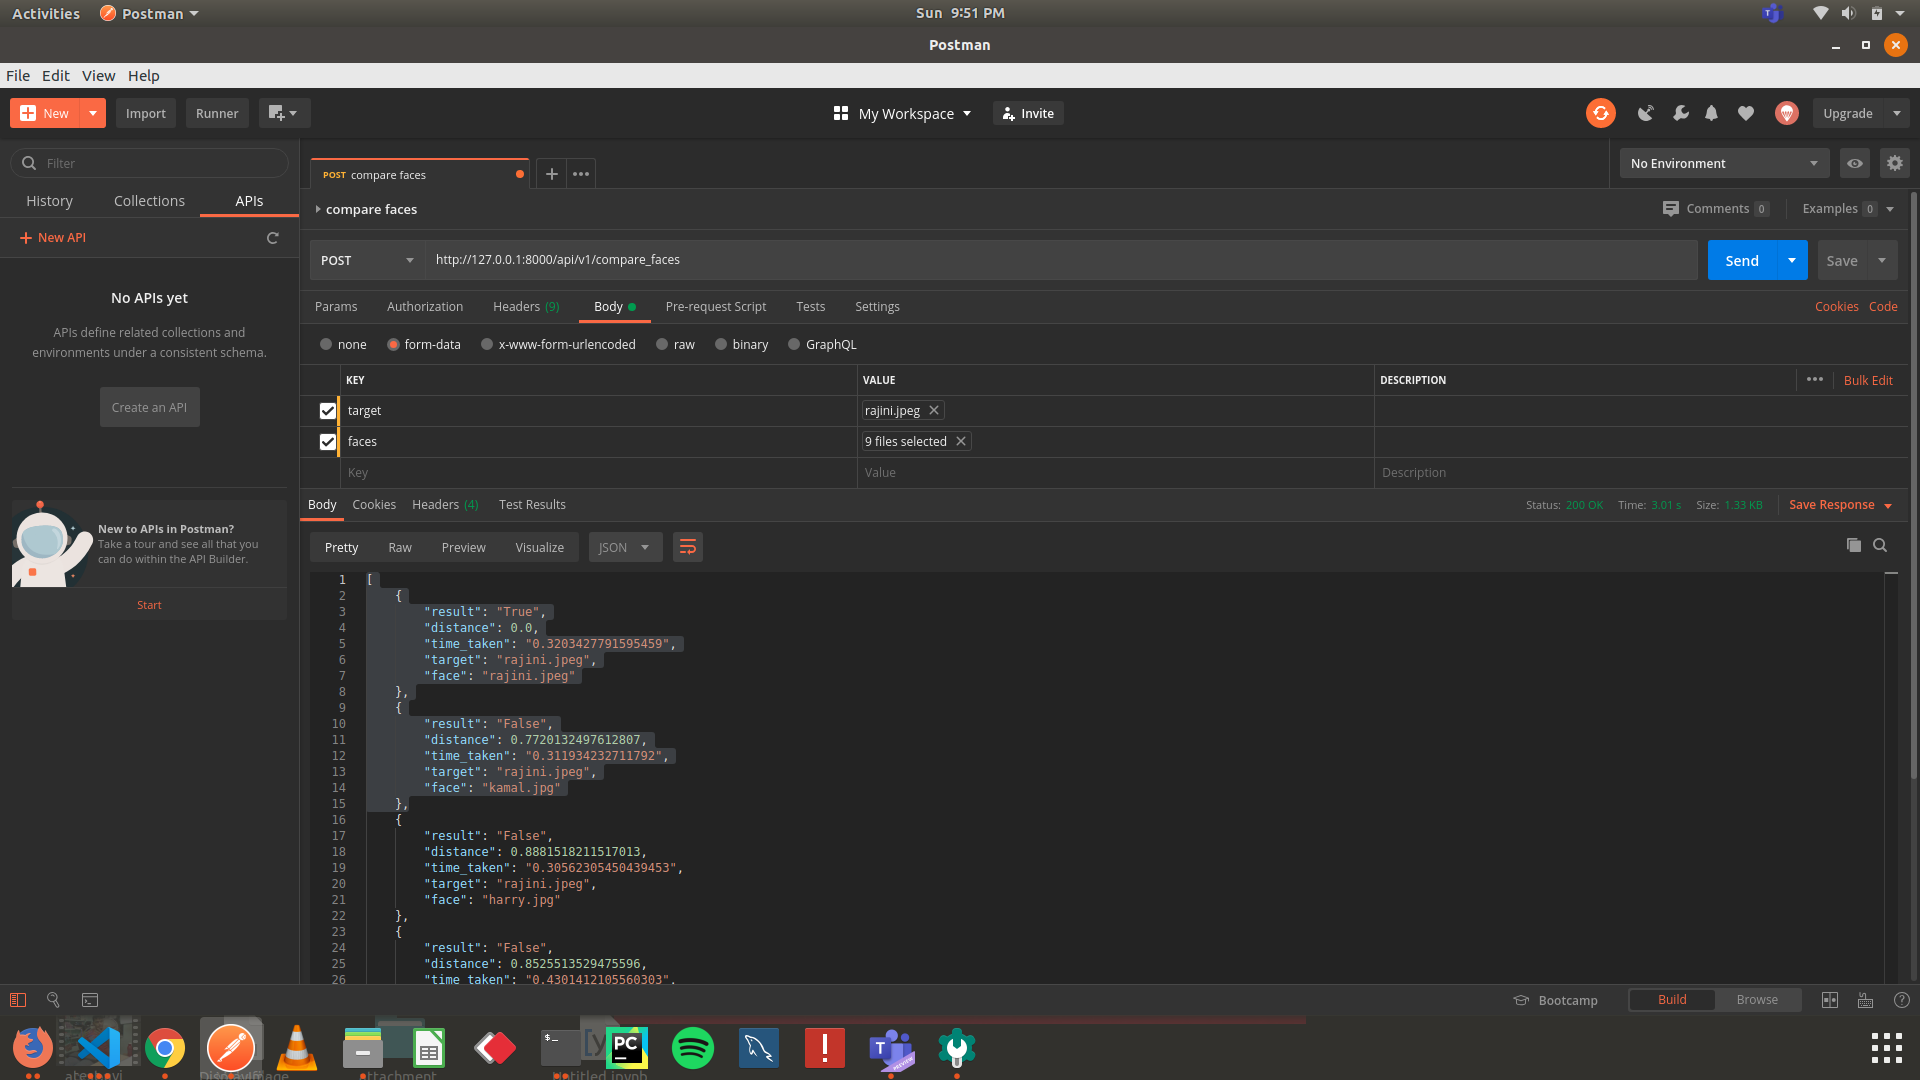 Activities Postman Sun 9:51 PM
Postman
File Edit View Help
New Import Runner My Workspace Invite Upgrade
Filter
History Collections APIs
New API
No APIs yet
APIs define related collections and
environments under a consistent schema.
Create an API
New to APIs in Postman?
Take a tour and see all that you
can do within the API Builder.
Start
POST compare faces
No Environment
compare faces Comments 0 Examples 0
POST http://127.0.0.1:8000/api/v1/compare_faces Send Save
Params Authorization Headers (9) Body Pre-request Script Tests Settings Cookies Code
none form-data x-www-form-urlencoded raw binary GraphQL
KEY VALUE DESCRIPTION Bulk Edit
target rajini.jpeg
faces 9 files selected
Key Value Description
Body Cookies Headers (4) Test Results Status: 200 OK Time: 3.01 s Size: 1.33 KB Save Response
Pretty Raw Preview Visualize JSON
1 [
2 {
3 "result": "True",
4 "distance": 0.0,
5 "time_taken": "0.3203427791595459",
6 "target": "rajini.jpeg",
7 "face": "rajini.jpeg"
8 },
9 {
10 "result": "False",
11 "distance": 0.7720132497612807,
12 "time_taken": "0.311934232711792",
13 "target": "rajini.jpeg",
14 "face": "kamal.jpg"
15 },
16 {
17 "result": "False",
18 "distance": 0.8881518211517013,
19 "time_taken": "0.30562305450439453",
20 "target": "rajini.jpeg",
21 "face": "harry.jpg"
22 },
23 {
24 "result": "False",
25 "distance": 0.8525513529475596,
26 "time_taken": "0.4301412105560303",
Bootcamp Build Browse
PC
T
PREVIEW
DisplayImage
Untitled.ipynb